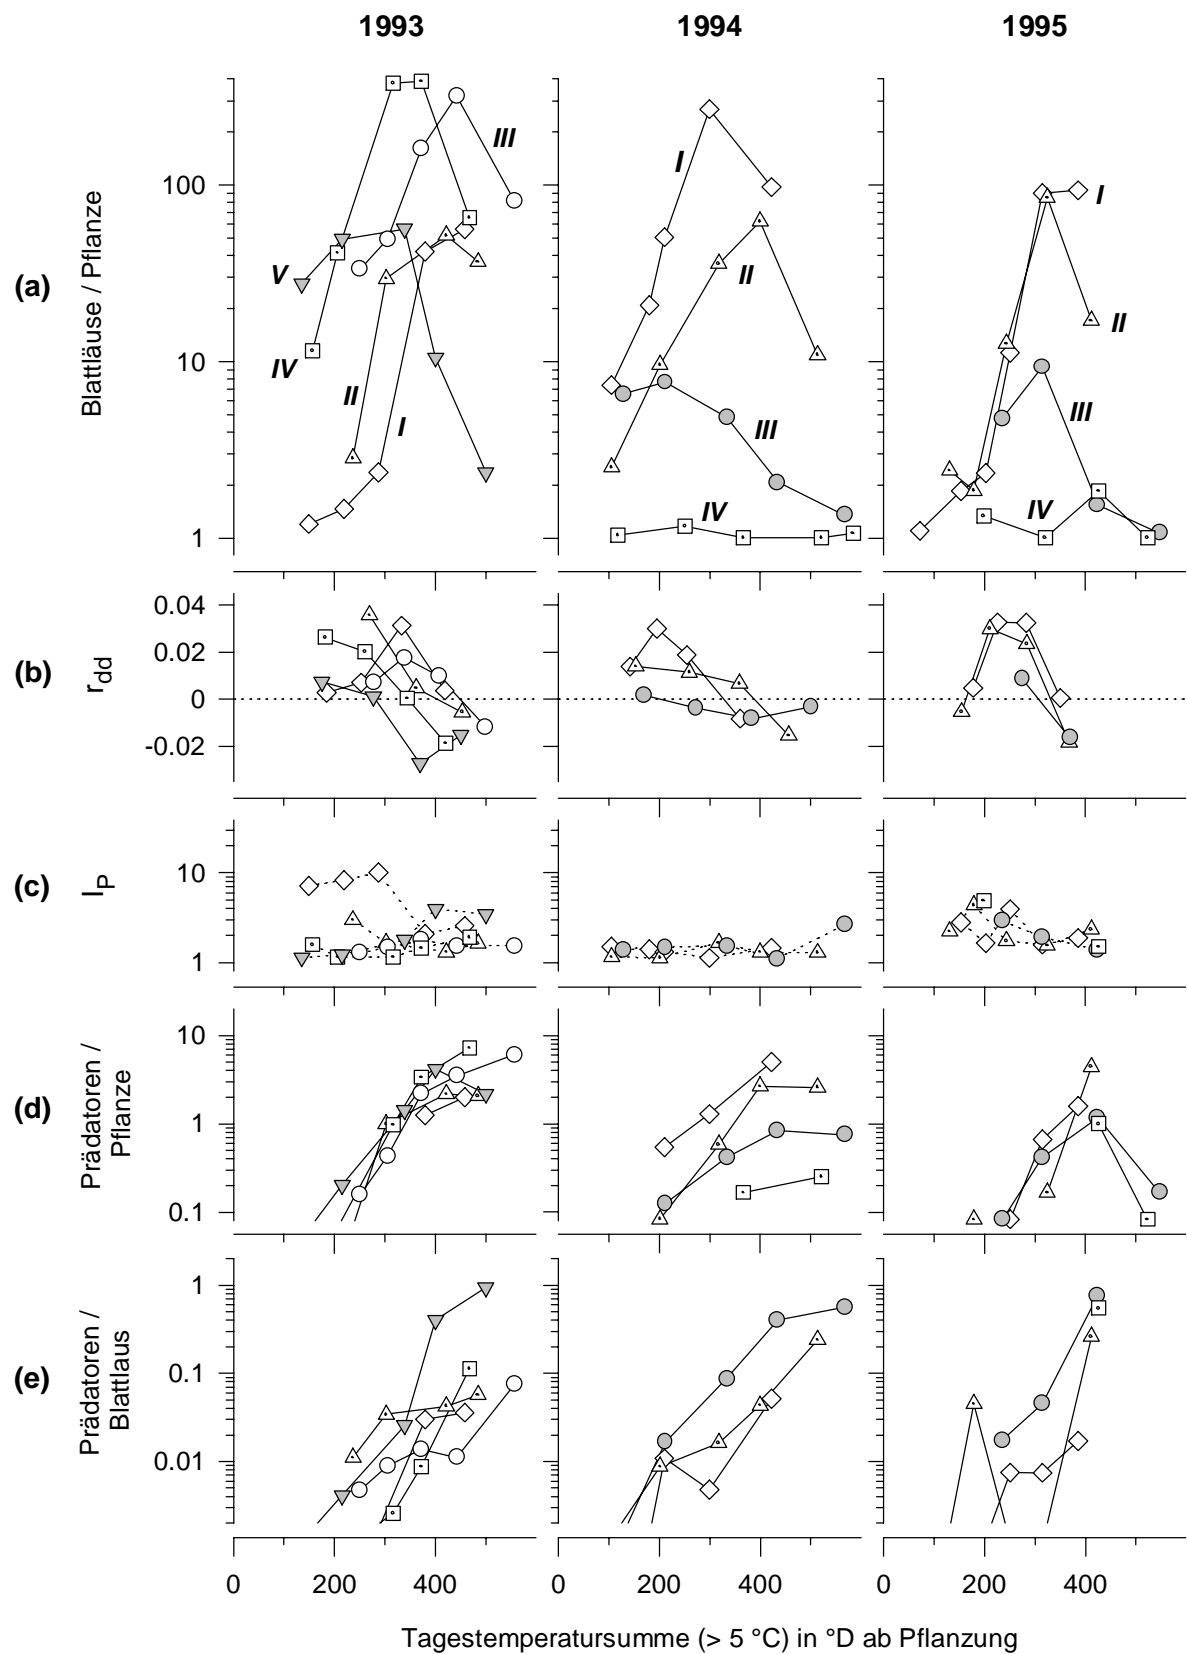 1993 1994 1995
(a)
Blattläuse / Pflanze
100
10
1
V
IV
II
I
III
I
II
III
IV
I
II
III
IV
(b)
r_dd
0.04
0.02
0
-0.02
(c)
I_P
10
1
(d)
Prädatoren /
Pflanze
10
1
0.1
(e)
Prädatoren /
Blattlaus
1
0.1
0.01
0 200 400 0 200 400 0 200 400
Tagestemperatursumme (> 5 °C) in °D ab Pflanzung